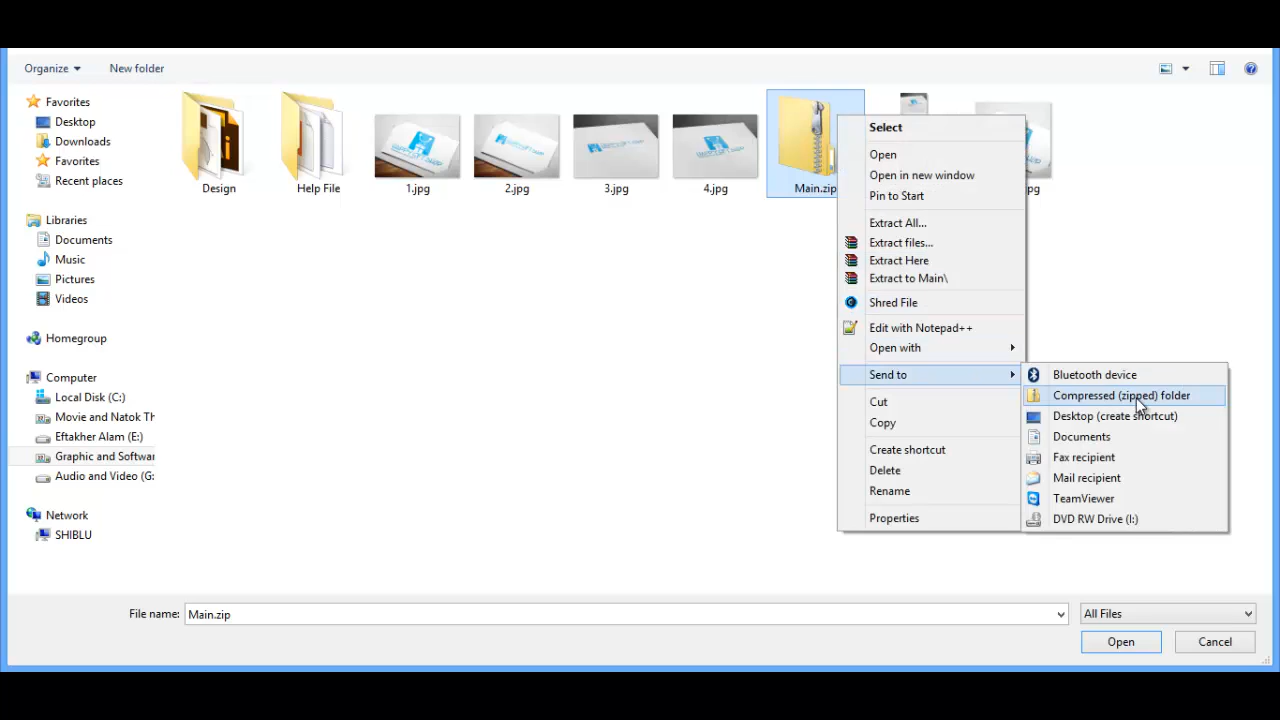 Organize
New folder
Favorites
Desktop
Downloads
Favorites
Recent places
Libraries
Documents
Music
Pictures
Videos
Homegroup
Computer
Local Disk (C:)
Movie and Natok Th
Eftakher Alam (E:)
Graphic and Softwar
Audio and Video (G:
Network
SHIBLU
Design
Help File
1.jpg
2.jpg
3.jpg
4.jpg
Main.zip
pg
Select
Open
Open in new window
Pin to Start
Extract All...
Extract files...
Extract Here
Extract to Main\
Shred File
Edit with Notepad++
Open with
Send to
Cut
Copy
Create shortcut
Delete
Rename
Properties
Bluetooth device
Compressed (zipped) folder
Desktop (create shortcut)
Documents
Fax recipient
Mail recipient
TeamViewer
DVD RW Drive (I:)
File name:
Main.zip
All Files
Open
Cancel